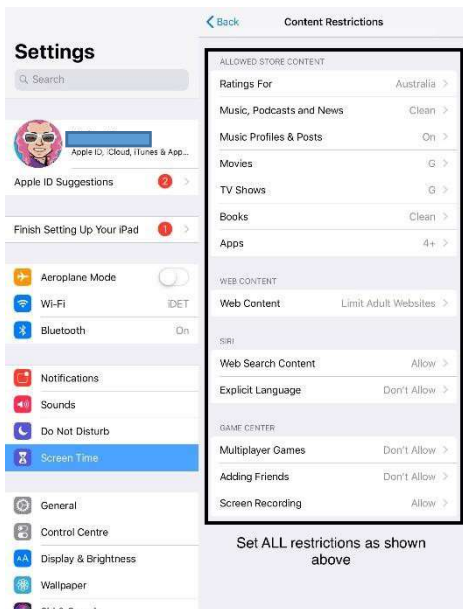 Settings
Search
Apple ID, iCloud, iTunes & App...
Apple ID Suggestions 2
Finish Setting Up Your iPad 1
Aeroplane Mode
Wi-Fi iDET
Bluetooth On
Notifications
Sounds
Do Not Disturb
Screen Time
General
Control Centre
AA Display & Brightness
Wallpaper
Back Content Restrictions
ALLOWED STORE CONTENT
Ratings For Australia
Music, Podcasts and News Clean
Music Profiles & Posts On
Movies G
TV Shows G
Books Clean
Apps 4+
WEB CONTENT
Web Content Limit Adult Websites
SIRI
Web Search Content Allow
Explicit Language Don't Allow
GAME CENTER
Multiplayer Games Don't Allow
Adding Friends Don't Allow
Screen Recording Allow
Set ALL restrictions as shown
above